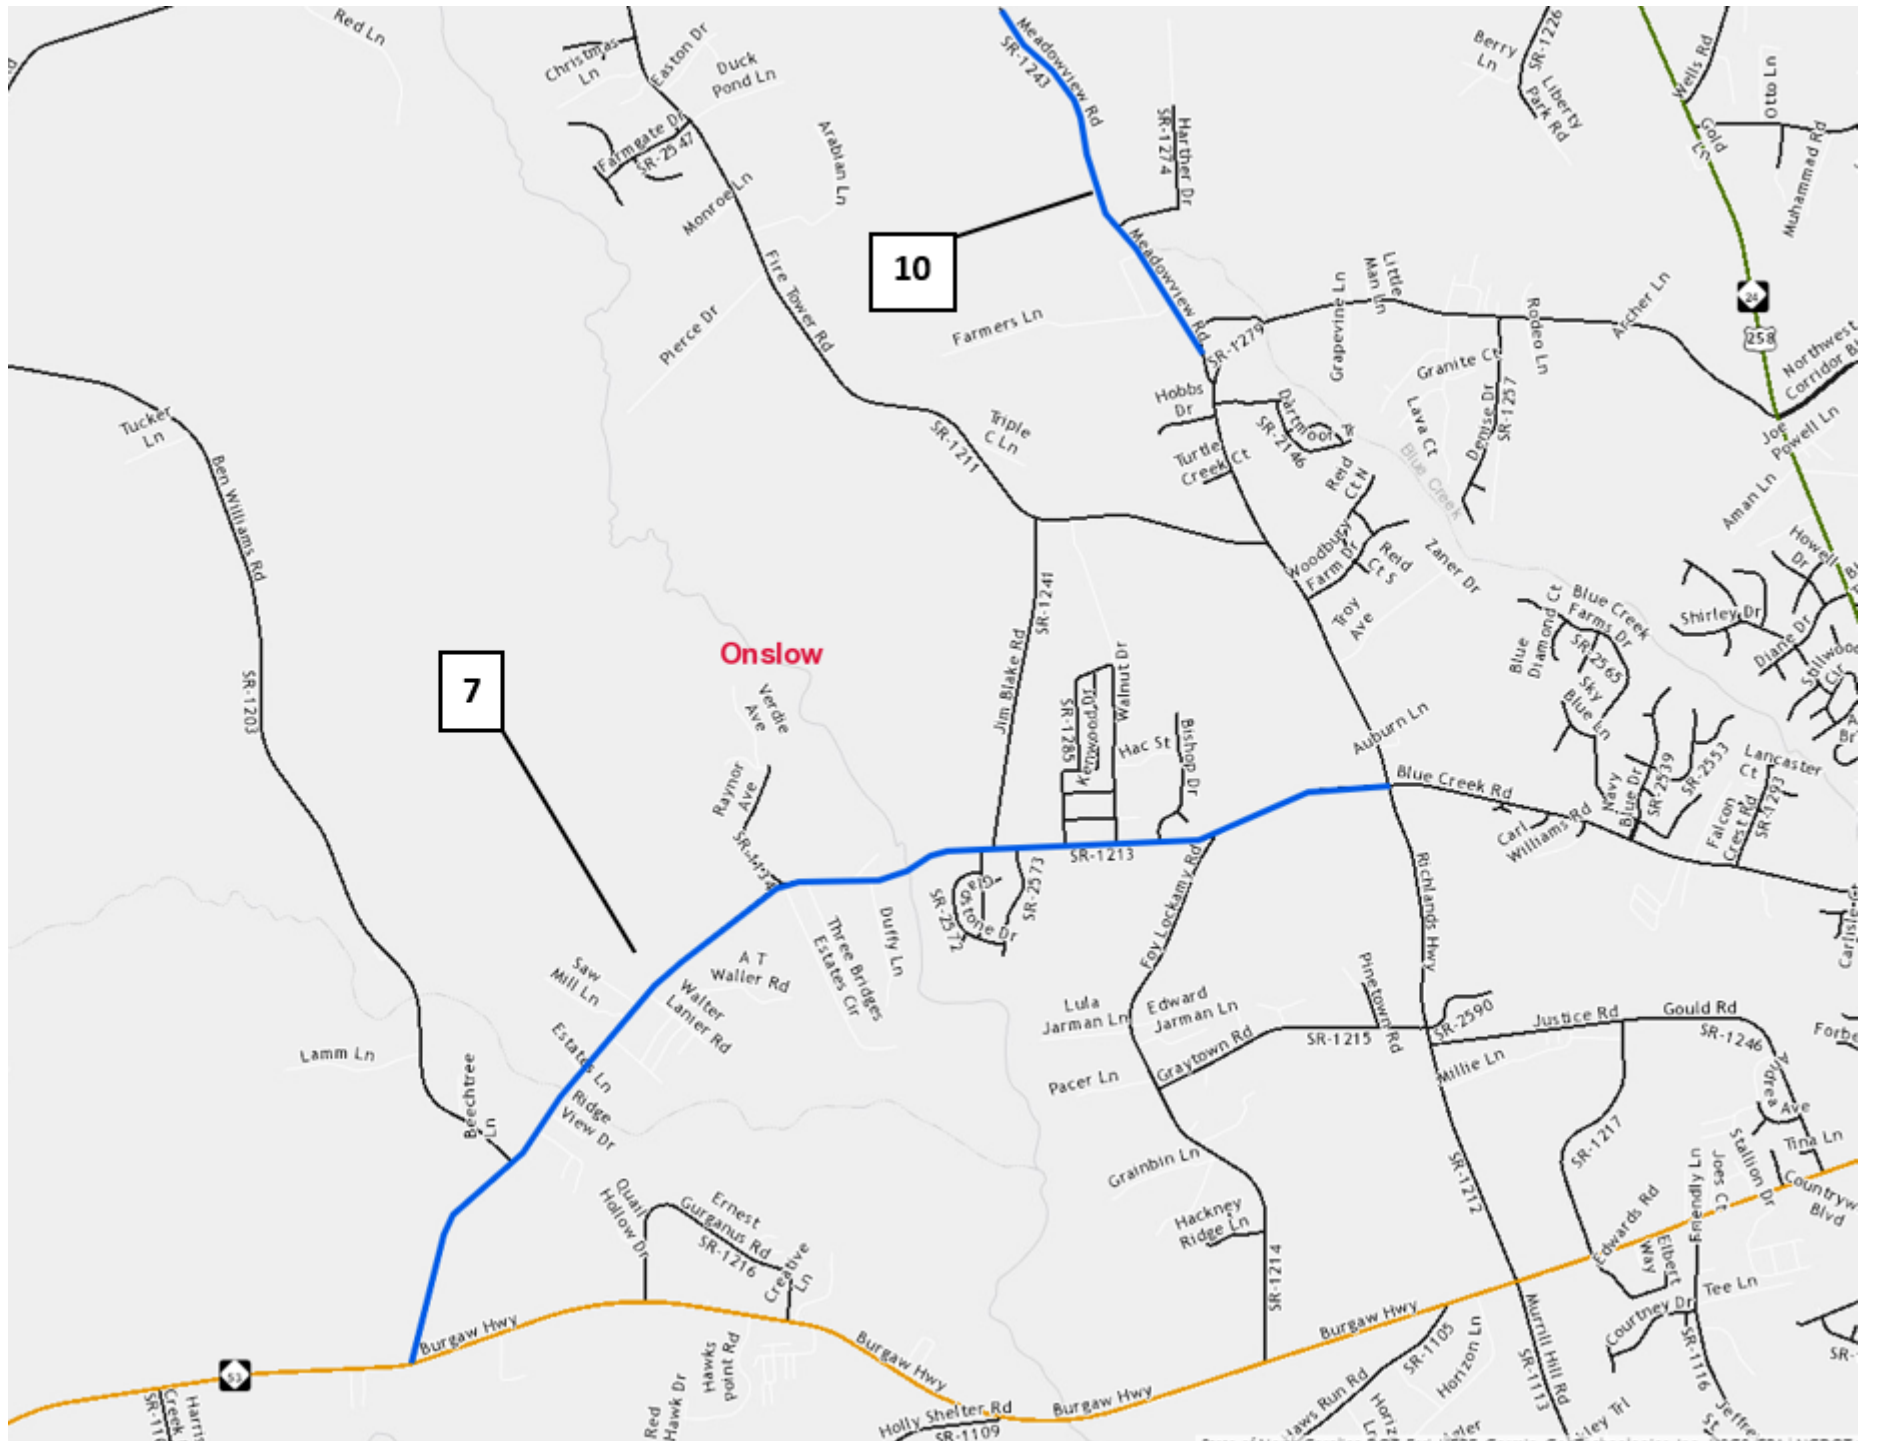 Red Ln
Christmas
Ln
Easton Dr
Duck
Pond Ln
Farmgate Dr
SR-2547
Monroe Ln
Arabian Ln
Meadowview Rd
SR-1243
Harther Dr
SR-1274
Berry
Ln
SR-1226
Liberty
Park Rd
Wells Rd
Otto Ln
Gold
Ln
Muhammad Rd
10
Meadowview Rd
Fire Tower Rd
Pierce Dr
Farmers Ln
SR-1279
Grapevine Ln
Little
Man Ln
Rodeo Ln
Archer Ln
24
258
Northwest
Corridor
Granite Ct
Lava Ct
Denise Dr
SR-1257
Joe
Powell Ln
Aman Ln
Tucker
Ln
Ben Williams Rd
SR-1203
SR-1211
Triple
C Ln
Hobbs
Dr
Turtle
Creek Ct
Dartmoor
SR-2146
Reid
Ct N
Blue Creek
Woodbury
Farm Dr
Reid
Ct S
Zaner Dr
Troy
Ave
Howell
Dr
Shirley Dr
Diane Dr
Stillwood
Cir
Blue Creek
Farms Dr
SR-2565
Blue
Diamond Ct
Sky
Blue Ln
Onslow
7
Verdie
Ave
Raynor
Ave
SR-1241
Jim Blake Rd
SR-1285
Kenwood Dr
Walnut Dr
Hac St
Bishop Dr
Auburn Ln
Blue Creek Rd
Carl
Williams Rd
Navy
Blue Dr
SR-2539
SR-2553
Lancaster
Ct
Falcon
Crest Rd
SR-1293
SR-1213
SR-2573
SR-2572
Gladstone Dr
Foy Lockamy Rd
Richlands Hwy
Three Bridges
Estates Cir
Duffy Ln
A T
Waller Rd
Saw
Mill Ln
Walter
Lanier Rd
Estates Ln
Ridge
View Dr
Lamm Ln
Beechtree
Ln
Lula
Jarman Ln
Edward
Jarman Ln
Pacer Ln
Graytown Rd
SR-1215
Pinetown Rd
SR-2590
Justice Rd
Gould Rd
SR-1246
Millie Ln
Andrea
Ave
Tina Ln
SR-1217
Stallion Dr
Joes Ct
Friendly Ln
Blvd
Edwards Rd
Elbert
Way
Tee Ln
Courtney Dr
SR-1116
SR-1212
Grainbin Ln
Hackney
Ridge Ln
SR-1214
Quail
Hollow Dr
Ernest
Gurganus Rd
SR-1216
Creative
Ln
Burgaw Hwy
Burgaw Hwy
Burgaw Hwy
Burgaw Hwy
53
Hawks
Point Rd
Red
Hawk Dr
Holly Shelter Rd
SR-1109
SR-1105
Horizon Ln
Murrill Hill Rd
SR-1113